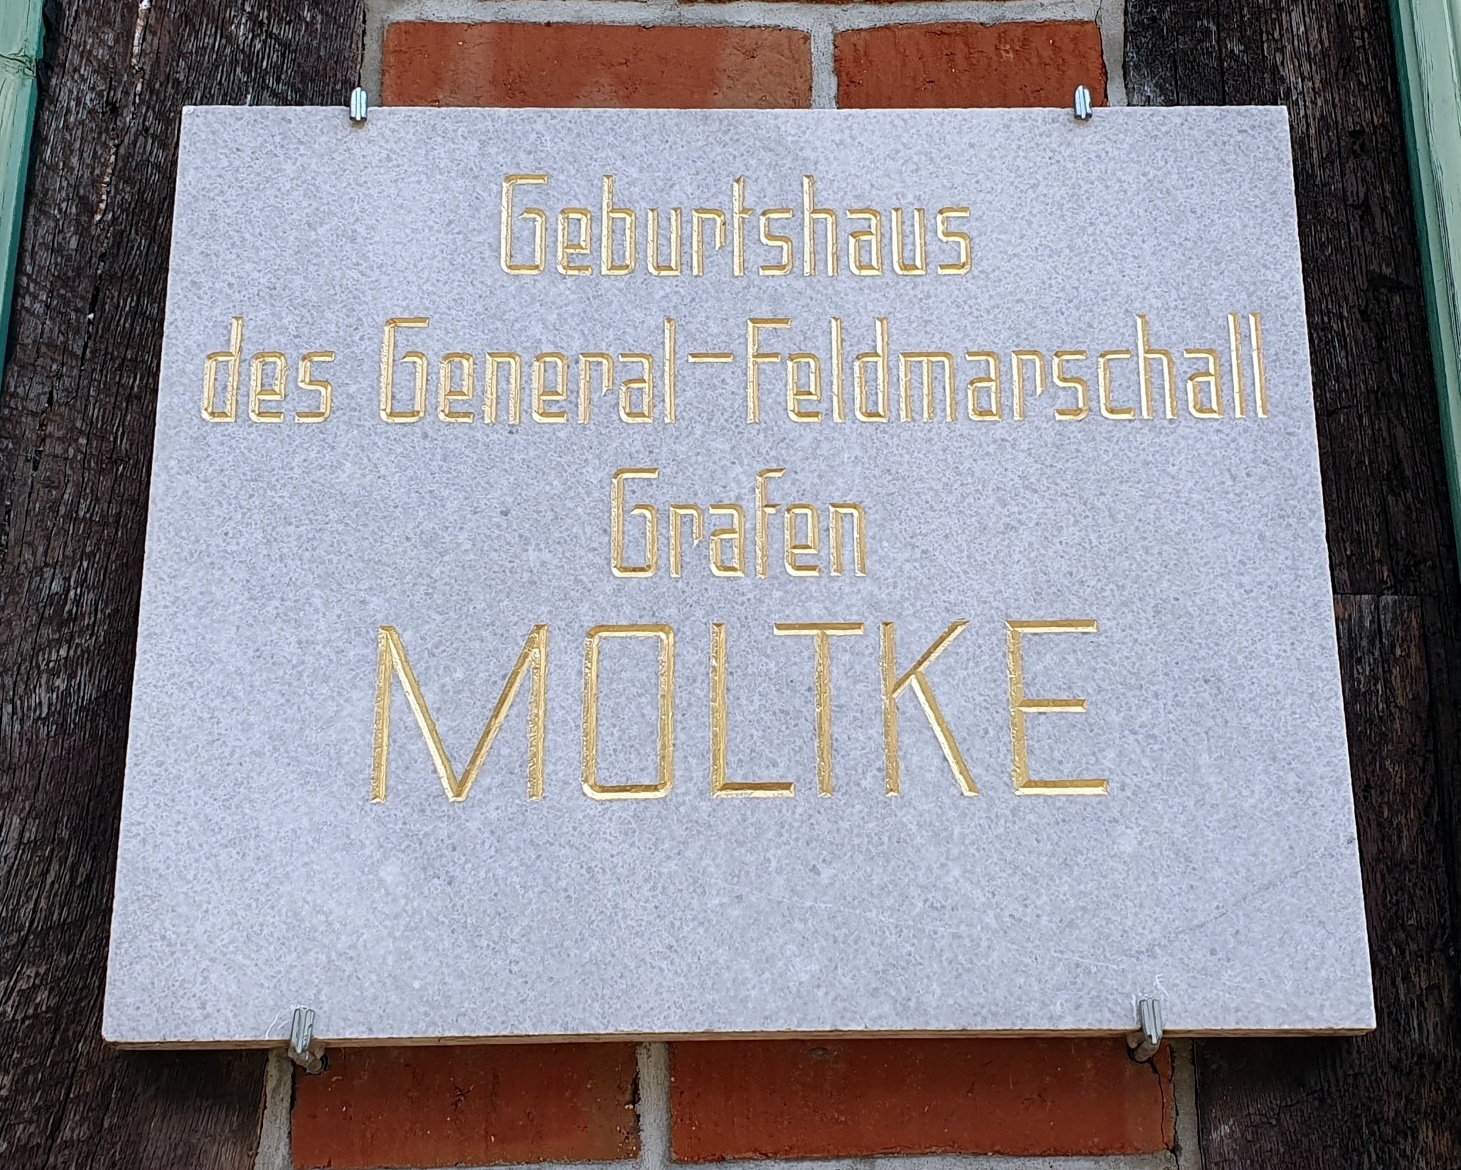 Geburtshaus
des General-Feldmarschall
Grafen
MOLTKE